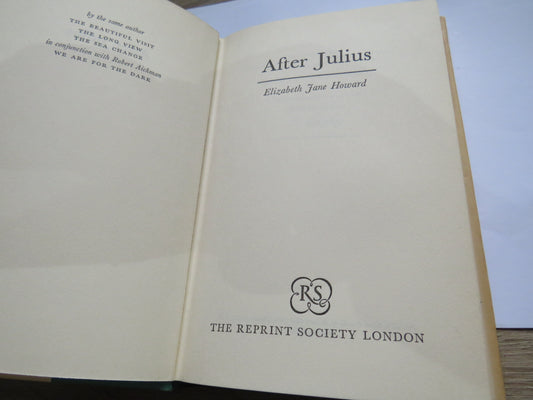 by the same author
THE BEAUTIFUL VISIT
THE LONG VIEW
THE SEA CHANGE
in conjunction with Robert Aickman
WE ARE FOR THE DARK
After Julius
Elizabeth Jane Howard
RS
THE REPRINT SOCIETY LONDON